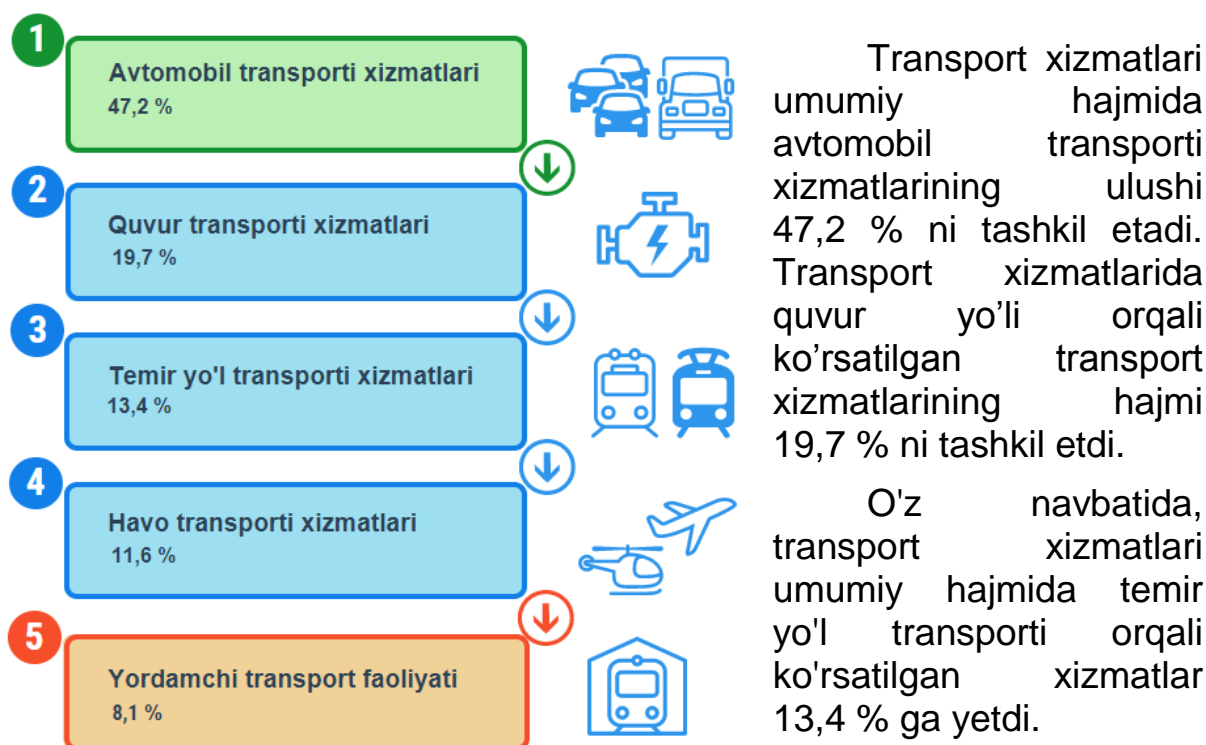 1
Avtomobil transporti xizmatlari
47,2 %
2
Quvur transporti xizmatlari
19,7 %
3
Temir yo'l transporti xizmatlari
13,4 %
4
Havo transporti xizmatlari
11,6 %
5
Yordamchi transport faoliyati
8,1 %
Transport xizmatlari
umumiy hajmida
avtomobil transporti
xizmatlarining ulushi
47,2 % ni tashkil etadi.
Transport xizmatlarida
quvur yo’li orqali
ko’rsatilgan transport
xizmatlarining hajmi
19,7 % ni tashkil etdi.
O'z navbatida,
transport xizmatlari
umumiy hajmida temir
yo'l transporti orqali
ko'rsatilgan xizmatlar
13,4 % ga yetdi.